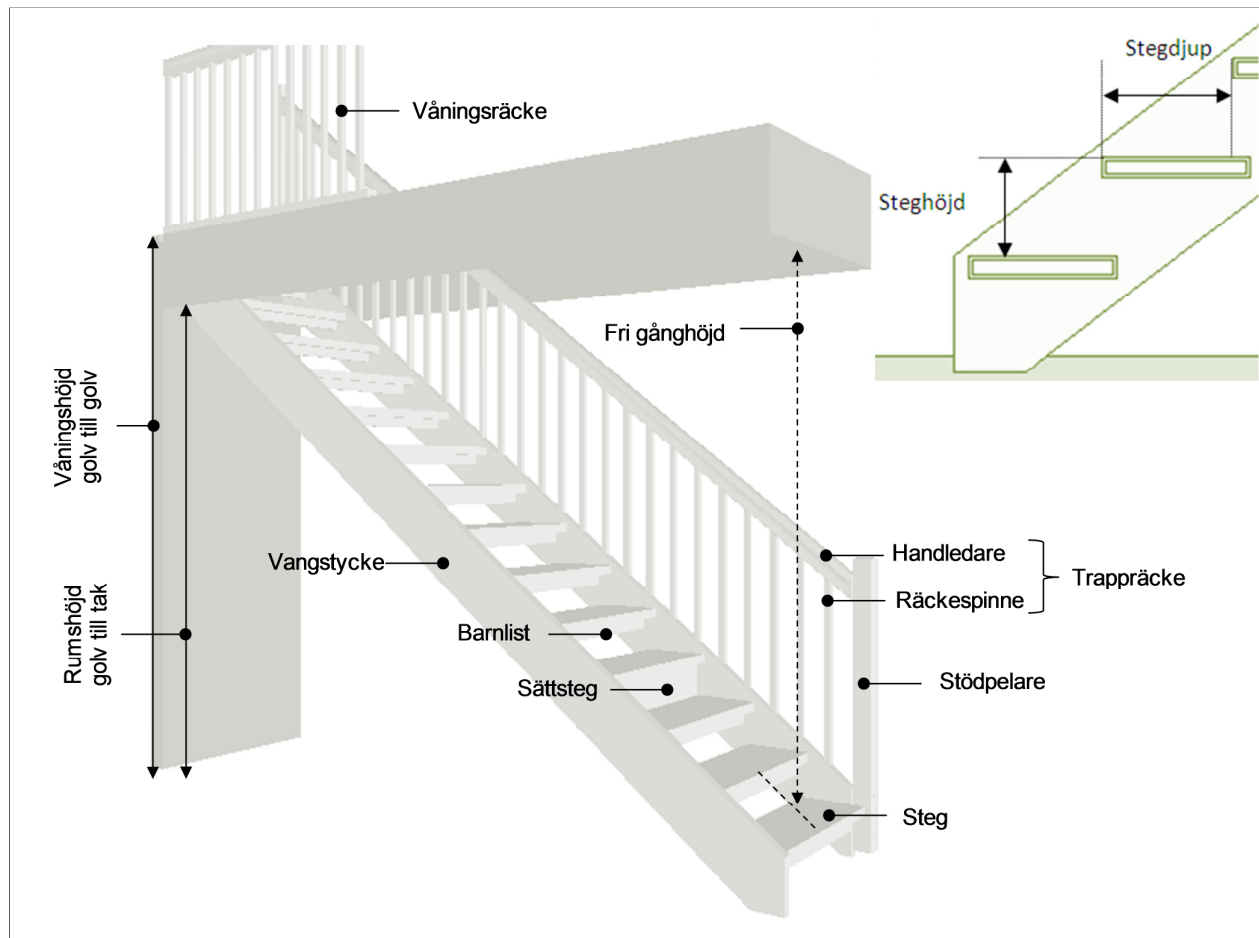 Stegdjup
Våningsräcke
Steghöjd
Fri gånghöjd
Våningshöjd
golv till golv
Handledare
Vangstycke
Trappräcke
Räckespinne
Rumshöjd
golv till tak
Barnlist
Sättsteg
Stödpelare
Steg